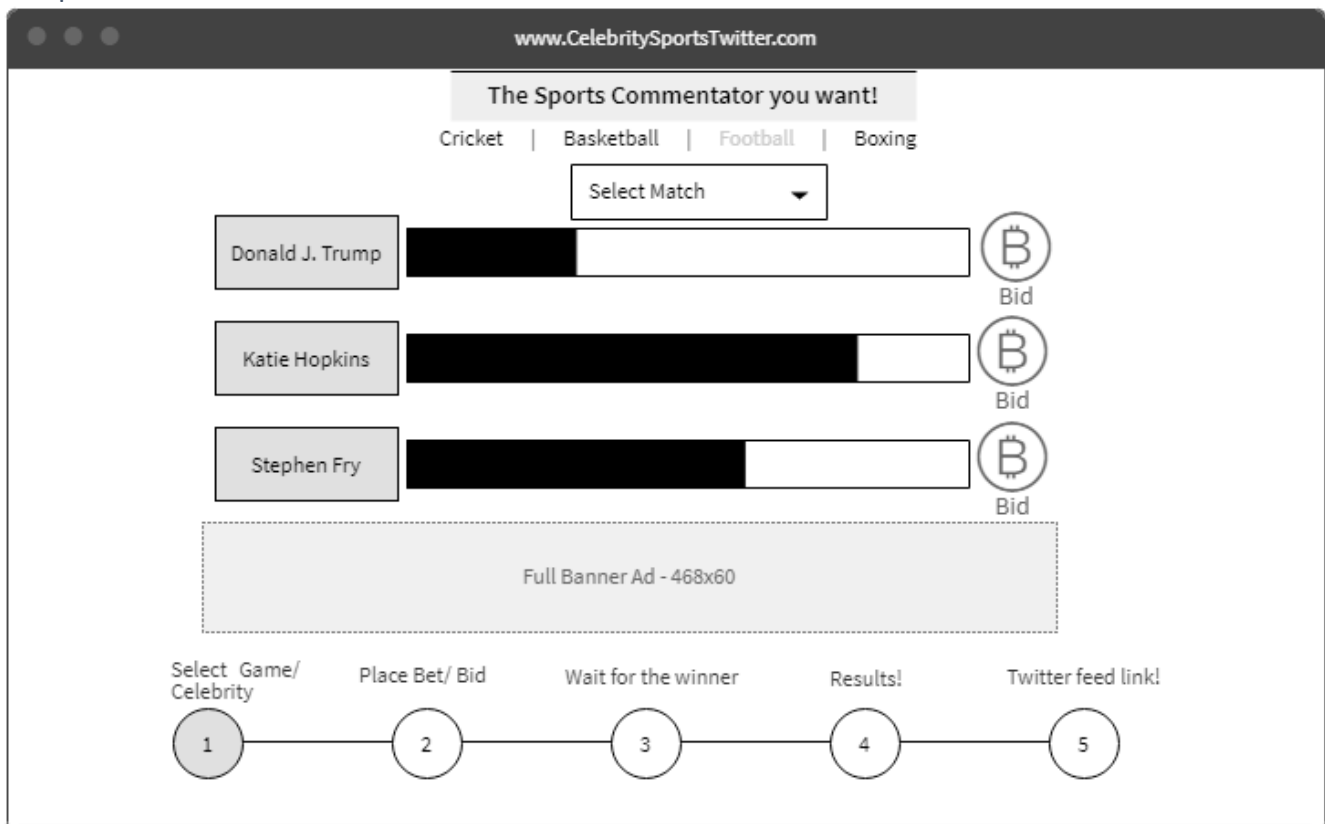 www.CelebritySportsTwitter.com
The Sports Commentator you want!
Cricket | Basketball | Football | Boxing
Select Match
Donald J. Trump
Bid
Katie Hopkins
Bid
Stephen Fry
Bid
Full Banner Ad - 468x60
Select Game/
Celebrity
Place Bet/ Bid
Wait for the winner
Results!
Twitter feed link!
1
2
3
4
5